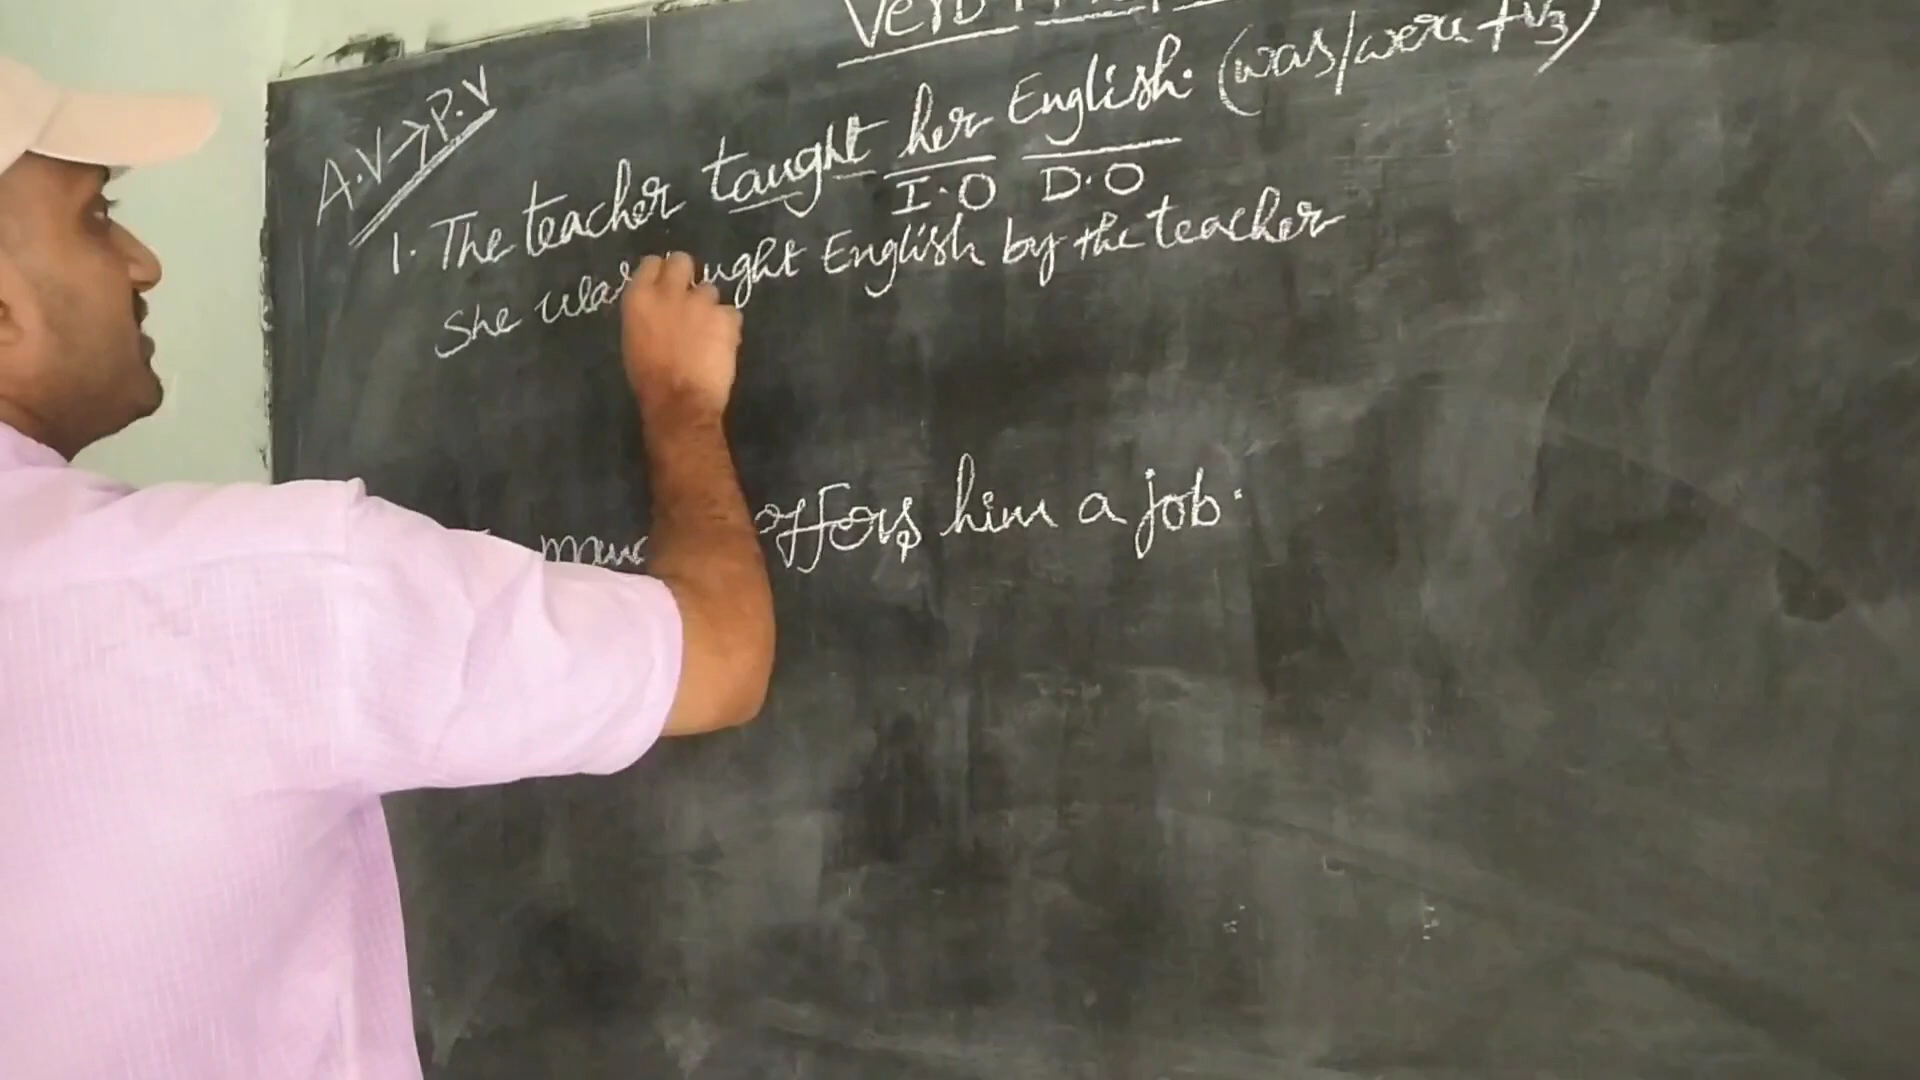 Verb
A.V→P.V
1. The teacher taught her English. (was/were+V3)
I.O D.O
She was taught English by the teacher
offers him a job.